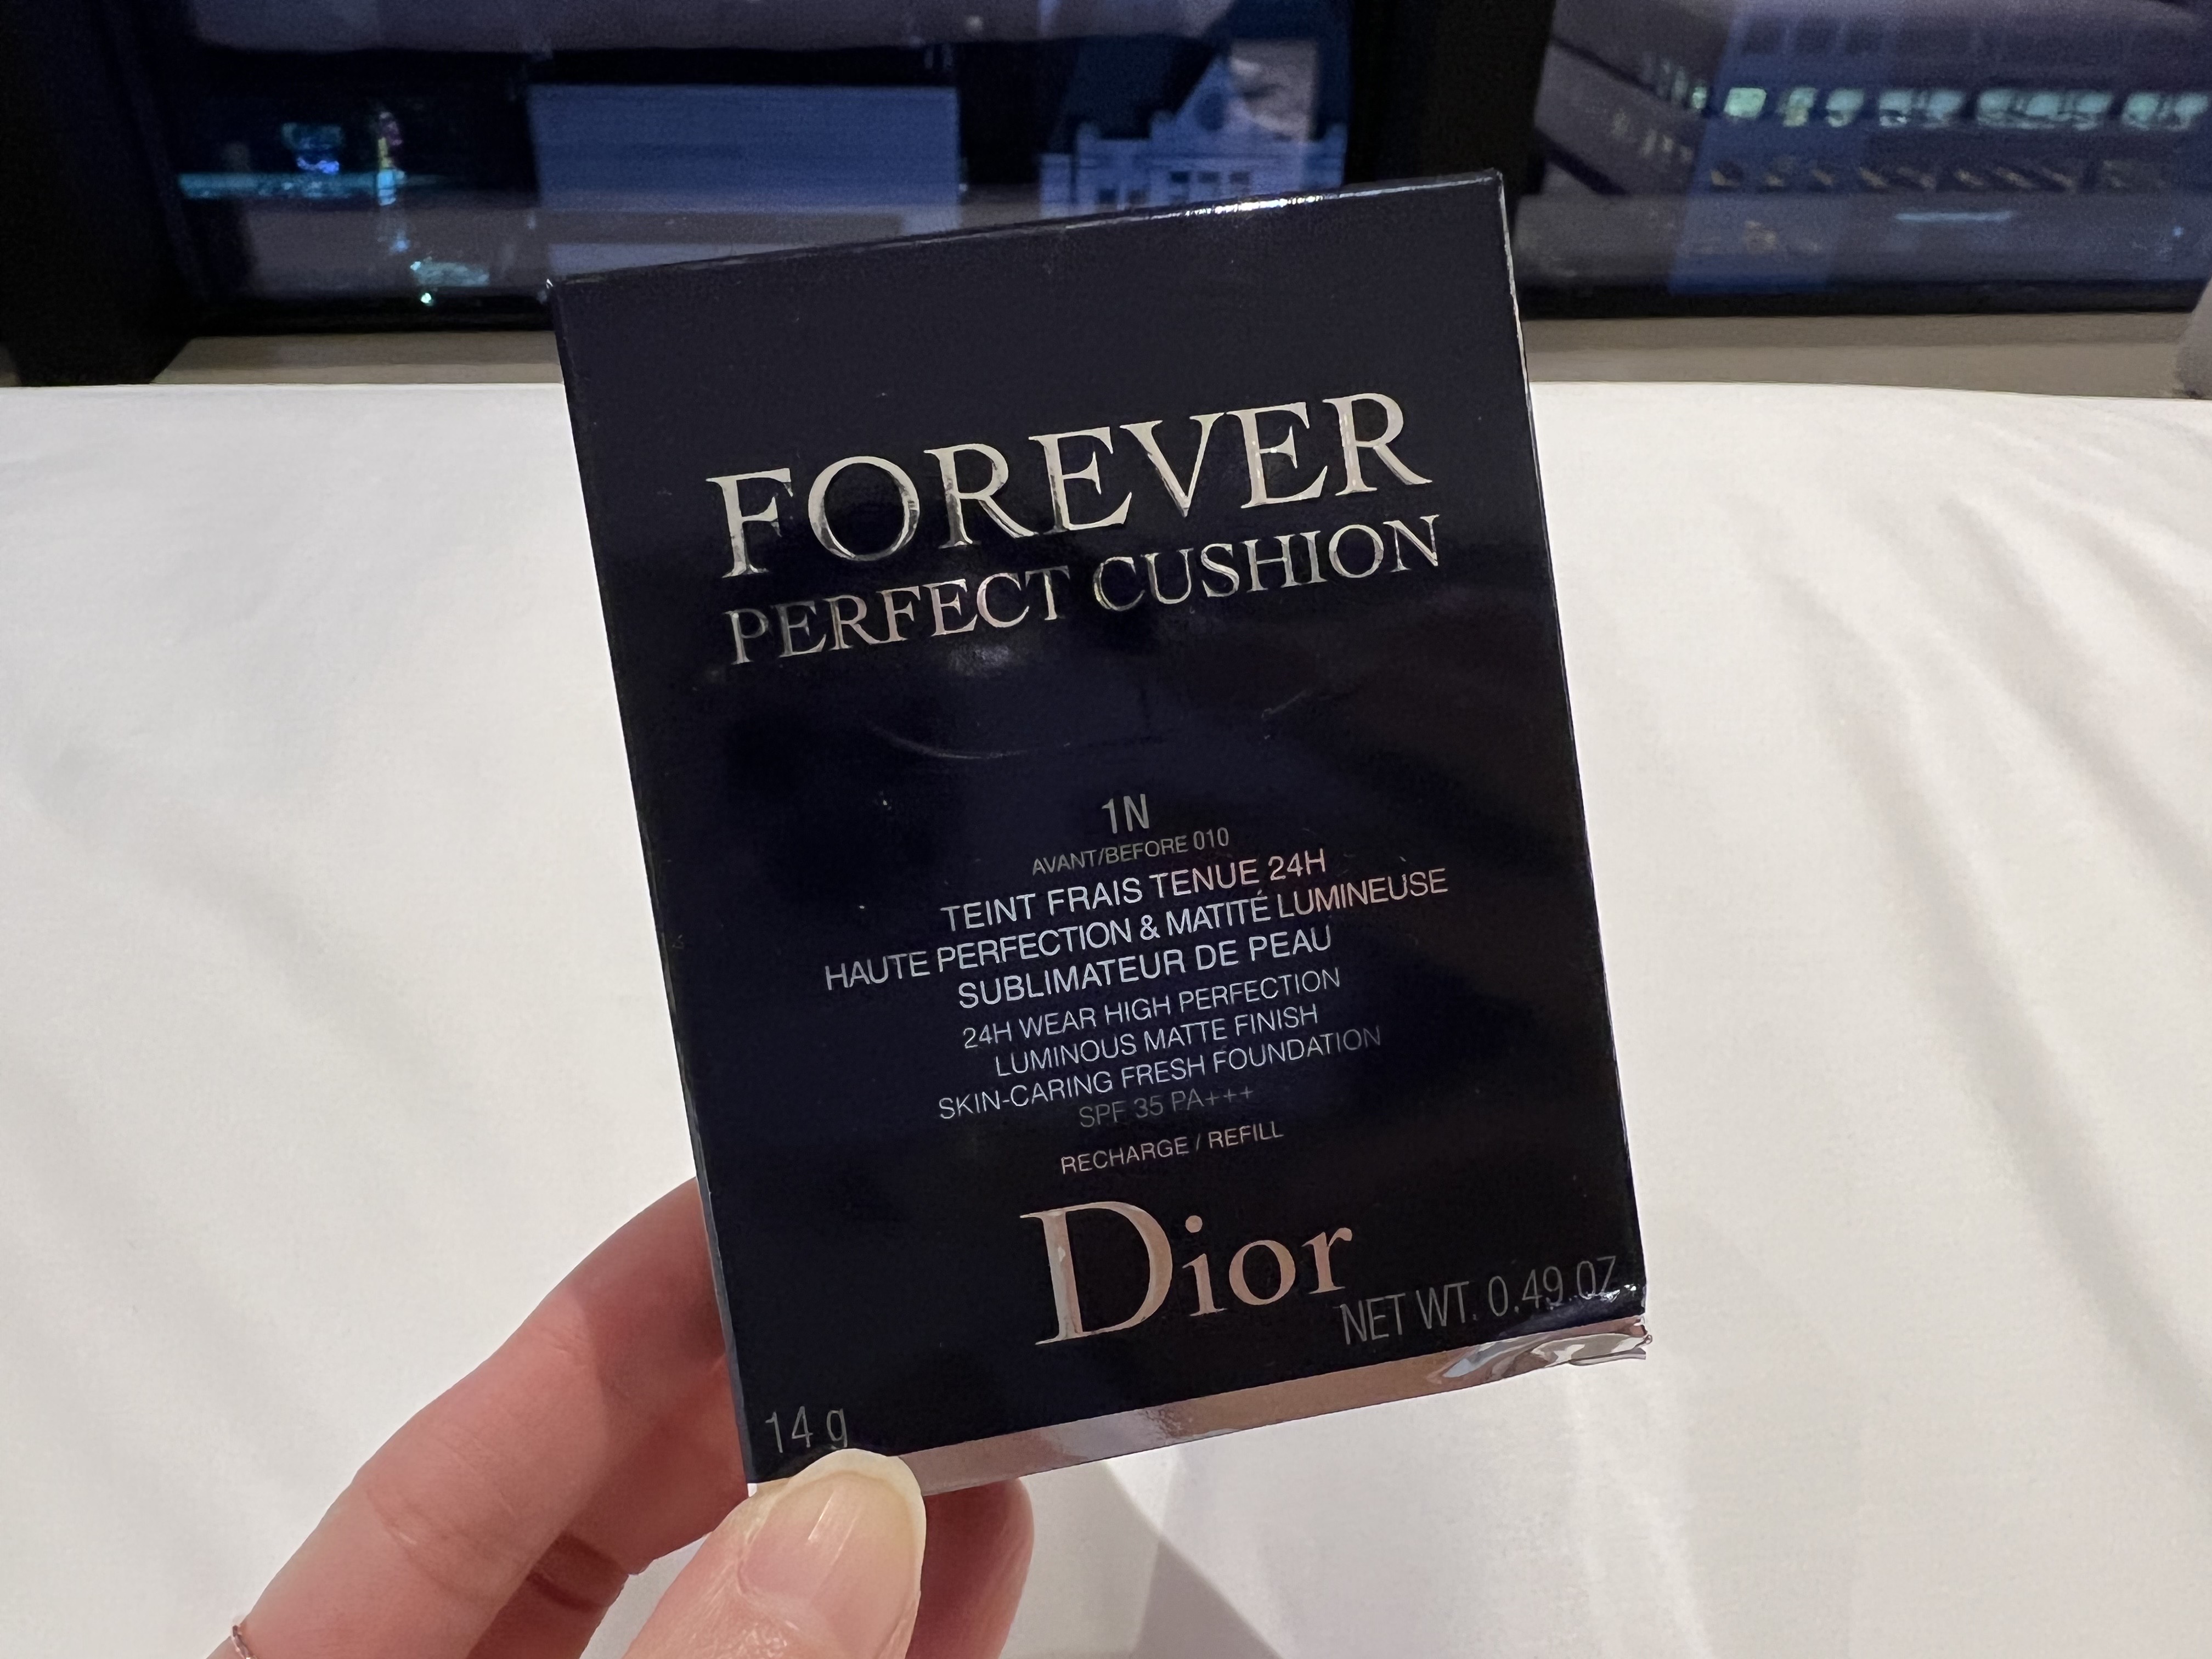 FOREVER
PERFECT CUSHION
1N
AVANT/BEFORE 010
TEINT FRAIS TENUE 24H
HAUTE PERFECTION & MATITÉ LUMINEUSE
SUBLIMATEUR DE PEAU
24H WEAR HIGH PERFECTION
LUMINOUS MATTE FINISH
SKIN-CARING FRESH FOUNDATION
SPF 35 PA+++
RECHARGE / REFILL
Dior
NET WT. 0.49 OZ
14 g